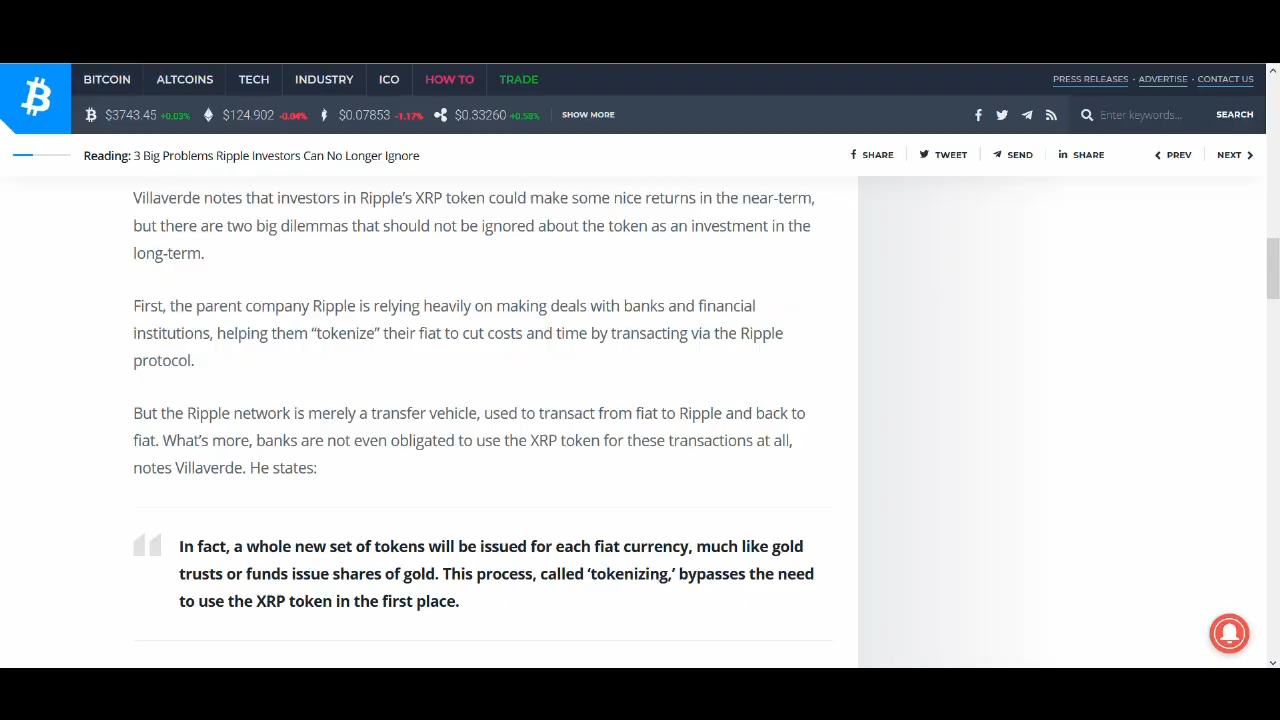 BITCOIN ALTCOINS TECH INDUSTRY ICO HOW TO TRADE PRESS RELEASES - ADVERTISE - CONTACT US
$3743.45 +0.03% $124.902 -0.04% $0.07853 -1.17% $0.33260 +0.58% SHOW MORE Enter keywords... SEARCH
Reading: 3 Big Problems Ripple Investors Can No Longer Ignore SHARE TWEET SEND SHARE PREV NEXT
Villaverde notes that investors in Ripple’s XRP token could make some nice returns in the near-term,
but there are two big dilemmas that should not be ignored about the token as an investment in the
long-term.
First, the parent company Ripple is relying heavily on making deals with banks and financial
institutions, helping them “tokenize” their fiat to cut costs and time by transacting via the Ripple
protocol.
But the Ripple network is merely a transfer vehicle, used to transact from fiat to Ripple and back to
fiat. What’s more, banks are not even obligated to use the XRP token for these transactions at all,
notes Villaverde. He states:
In fact, a whole new set of tokens will be issued for each fiat currency, much like gold
trusts or funds issue shares of gold. This process, called ‘tokenizing,’ bypasses the need
to use the XRP token in the first place.